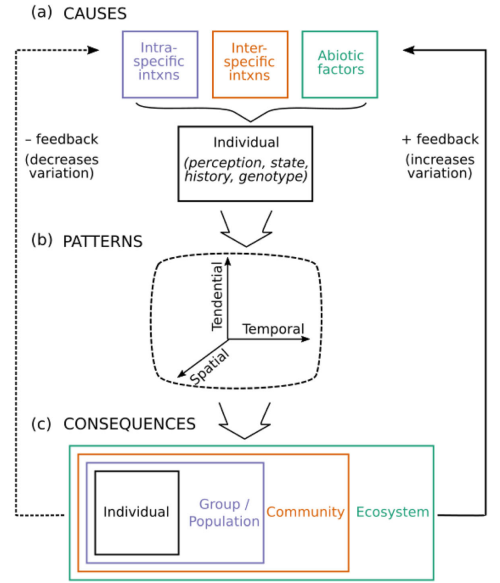 (a) CAUSES
Intra-
specific
intxns
Inter-
specific
intxns
Abiotic
factors
– feedback
(decreases
variation)
Individual
(perception, state,
history, genotype)
+ feedback
(increases
variation)
(b) PATTERNS
Tendential
Temporal
Spatial
(c) CONSEQUENCES
Individual
Group /
Population
Community
Ecosystem